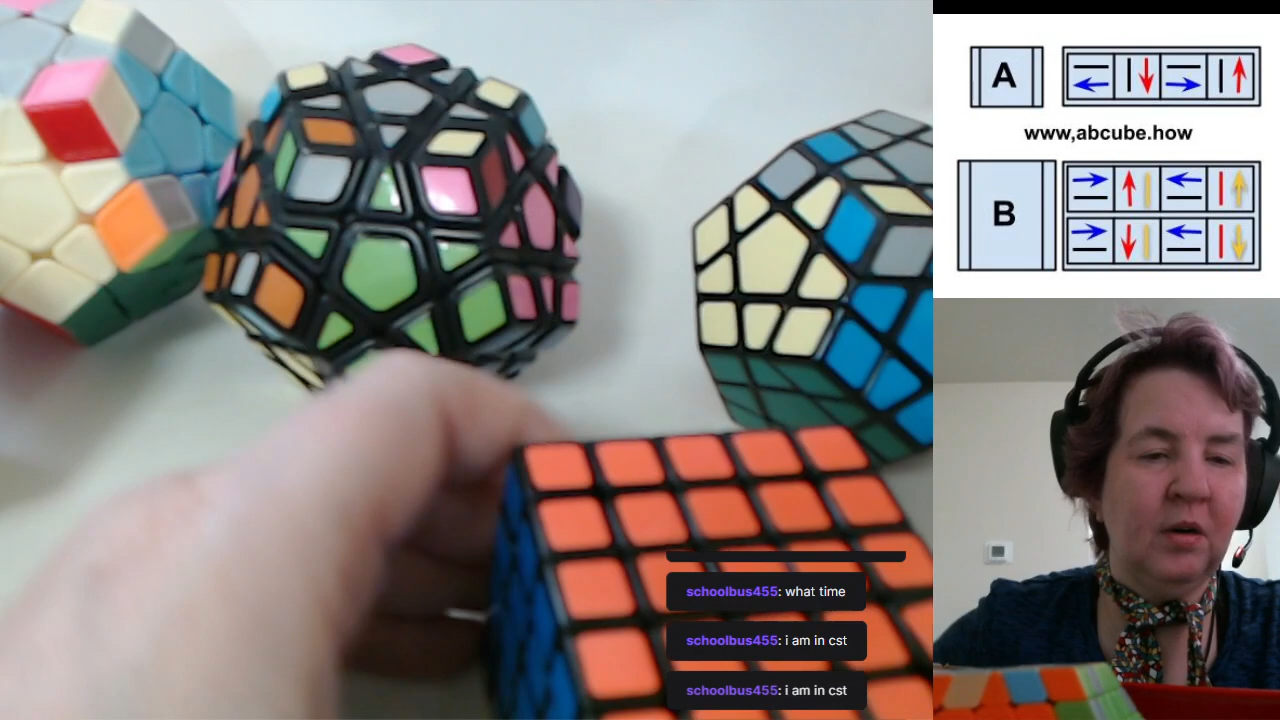 A
www,abcube.how
B
schoolbus455: what time
schoolbus455: i am in cst
schoolbus455: i am in cst